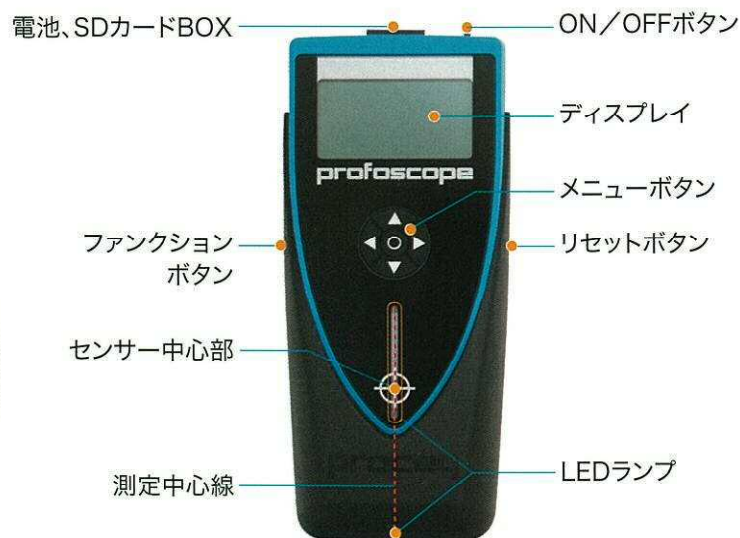 電池、SDカードBOX
ON／OFFボタン
ディスプレイ
profoscope
メニューボタン
ファンクション
ボタン
リセットボタン
センサー中心部
測定中心線
LEDランプ